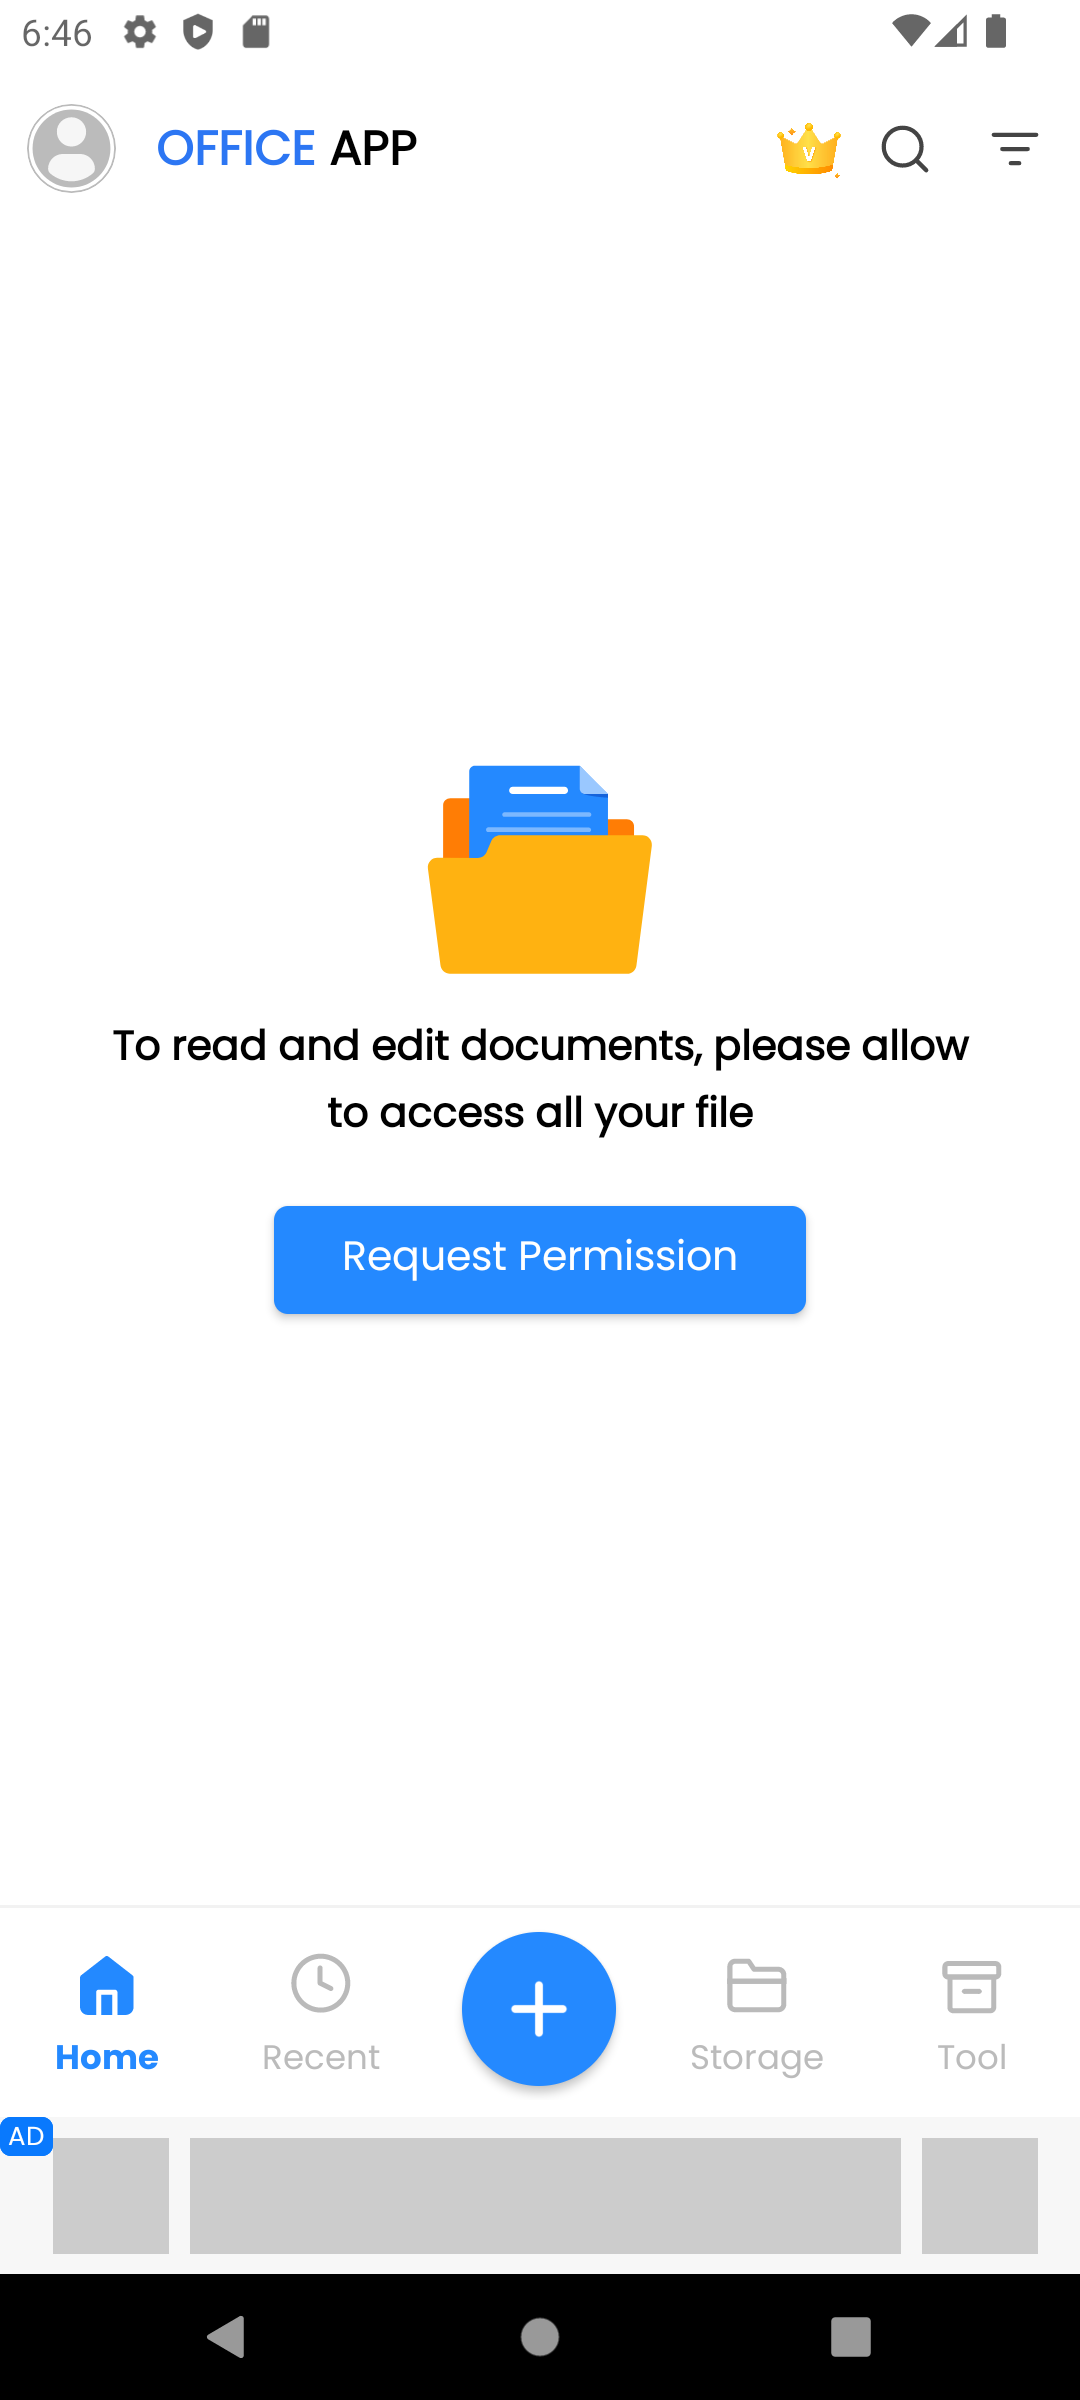 6:46
OFFICE APP
V
To read and edit documents, please allow
to access all your file
Request Permission
Home
Recent
Storage
Tool
AD